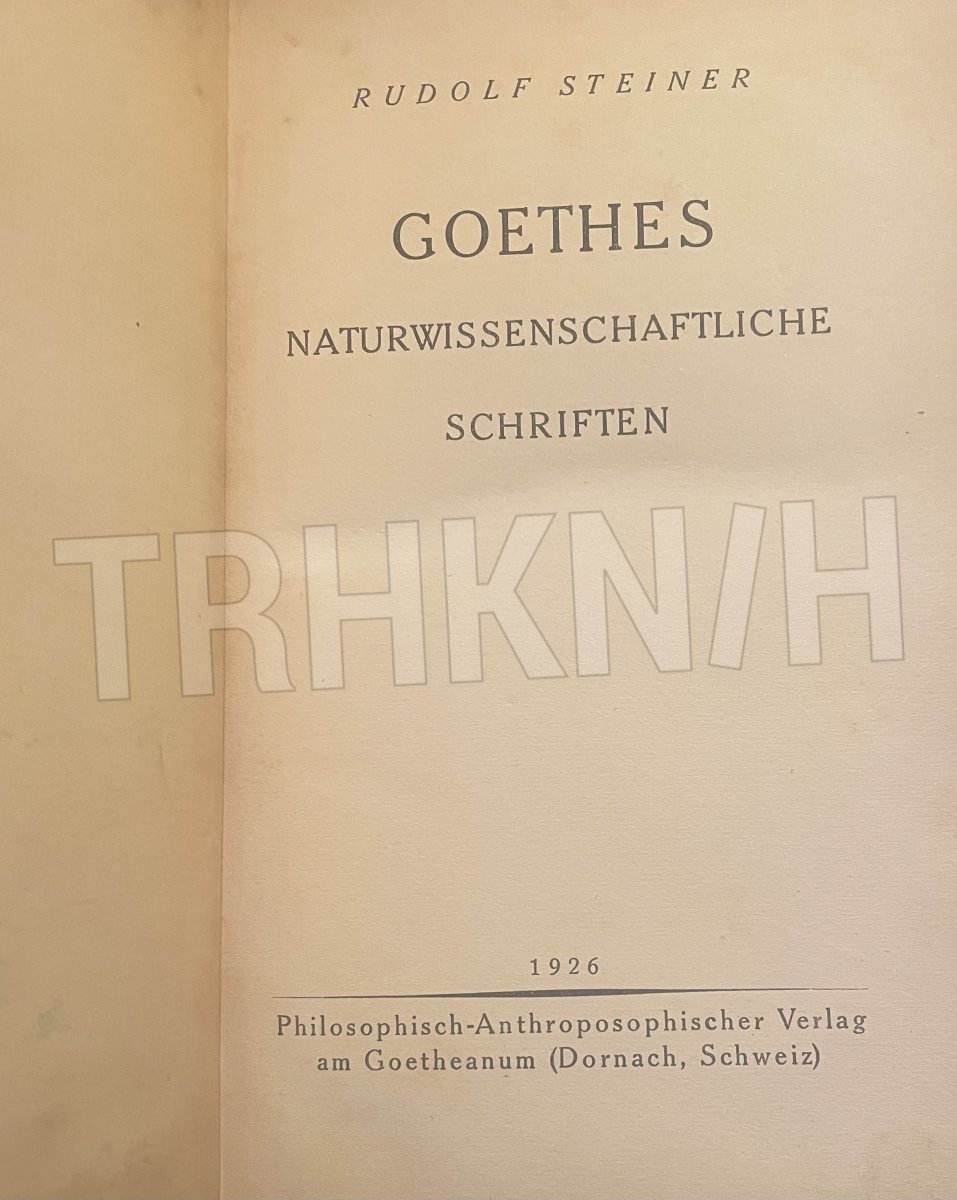 RUDOLF STEINER
GOETHES
NATURWISSENSCHAFTLICHE
SCHRIFTEN
TRHKN/H
1926
Philosophisch-Anthroposophischer Verlag
am Goetheanum (Dornach, Schweiz)